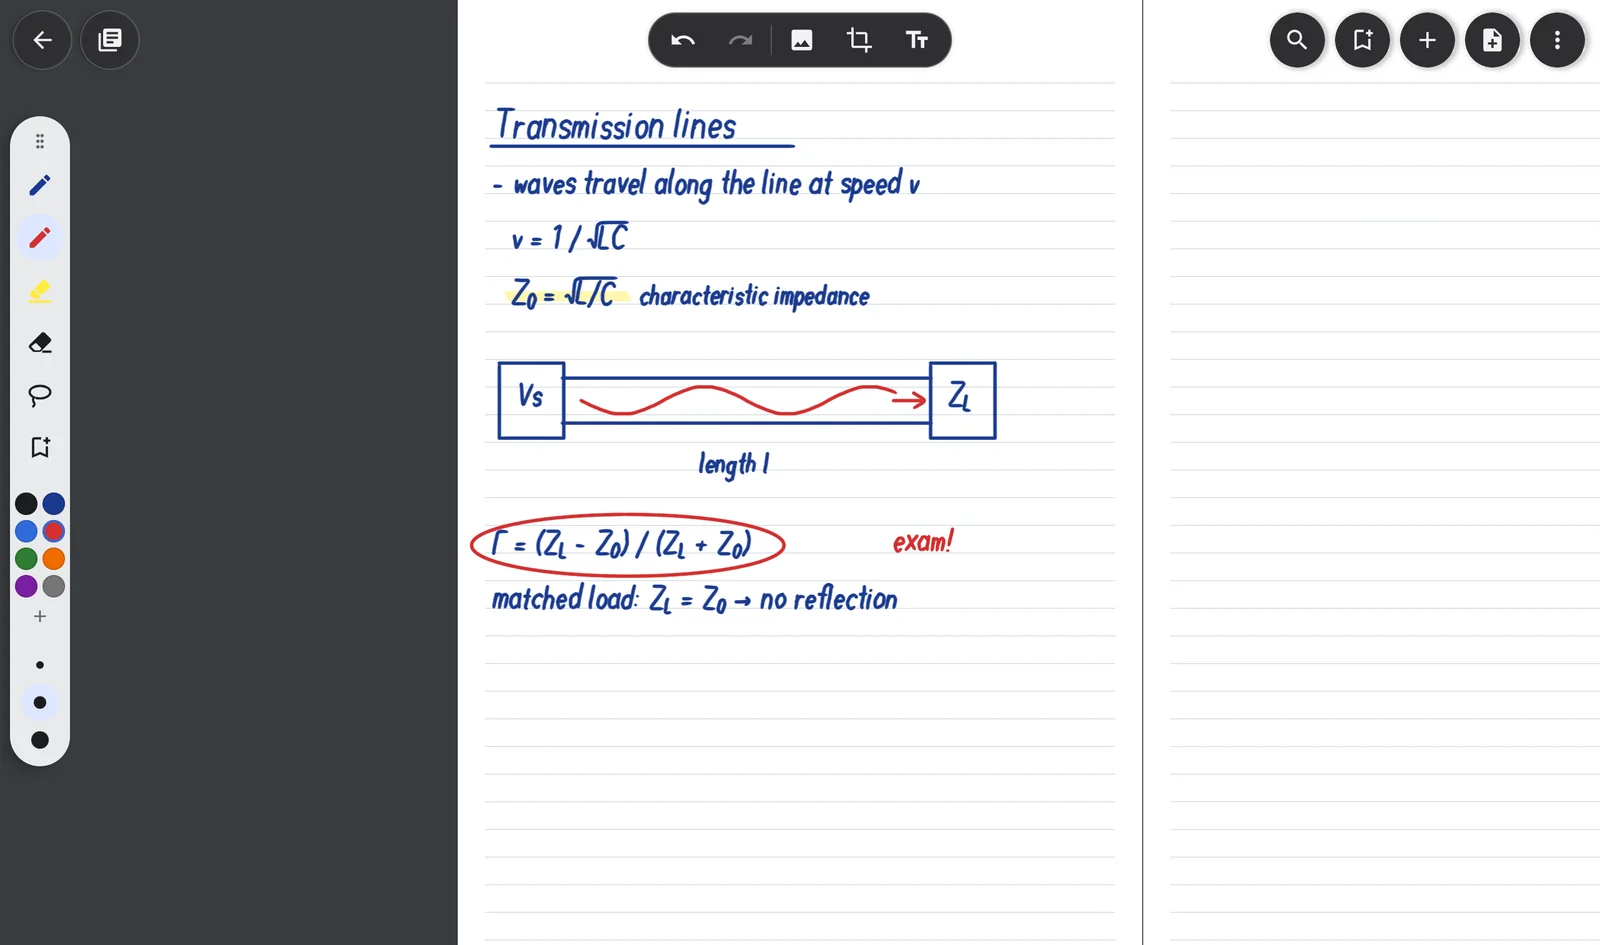 Transmission lines
- waves travel along the line at speed v
v = 1 / √LC
Z0 = √L/C characteristic impedance
Vs
ZL
length l
Γ = (ZL - Z0) / (ZL + Z0) exam!
matched load: ZL = Z0 → no reflection